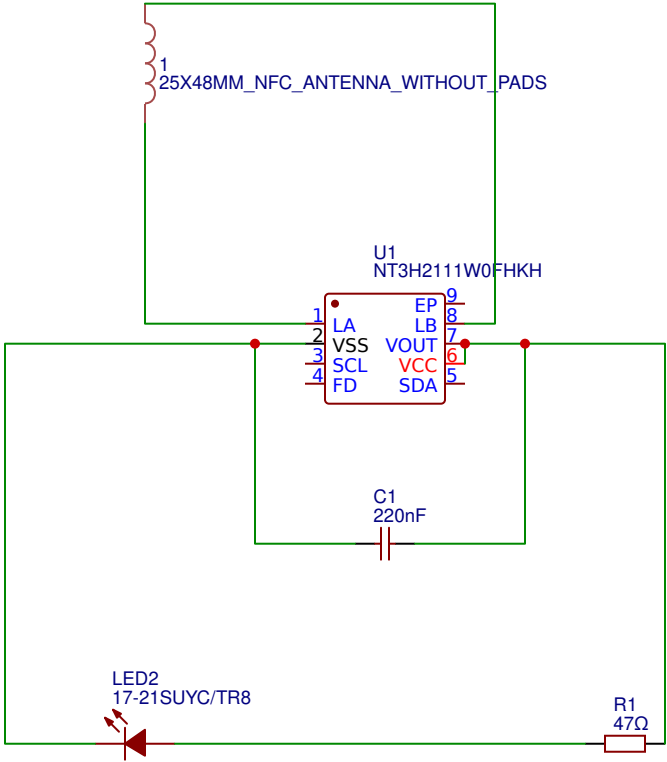 1
25X48MM_NFC_ANTENNA_WITHOUT_PADS
U1
NT3H2111W0FHKH
EP 9
1 LA LB 8
2 VSS VOUT 7
3 SCL VCC 6
4 FD SDA 5
C1
220nF
LED2
17-21SUYC/TR8
R1
47Ω